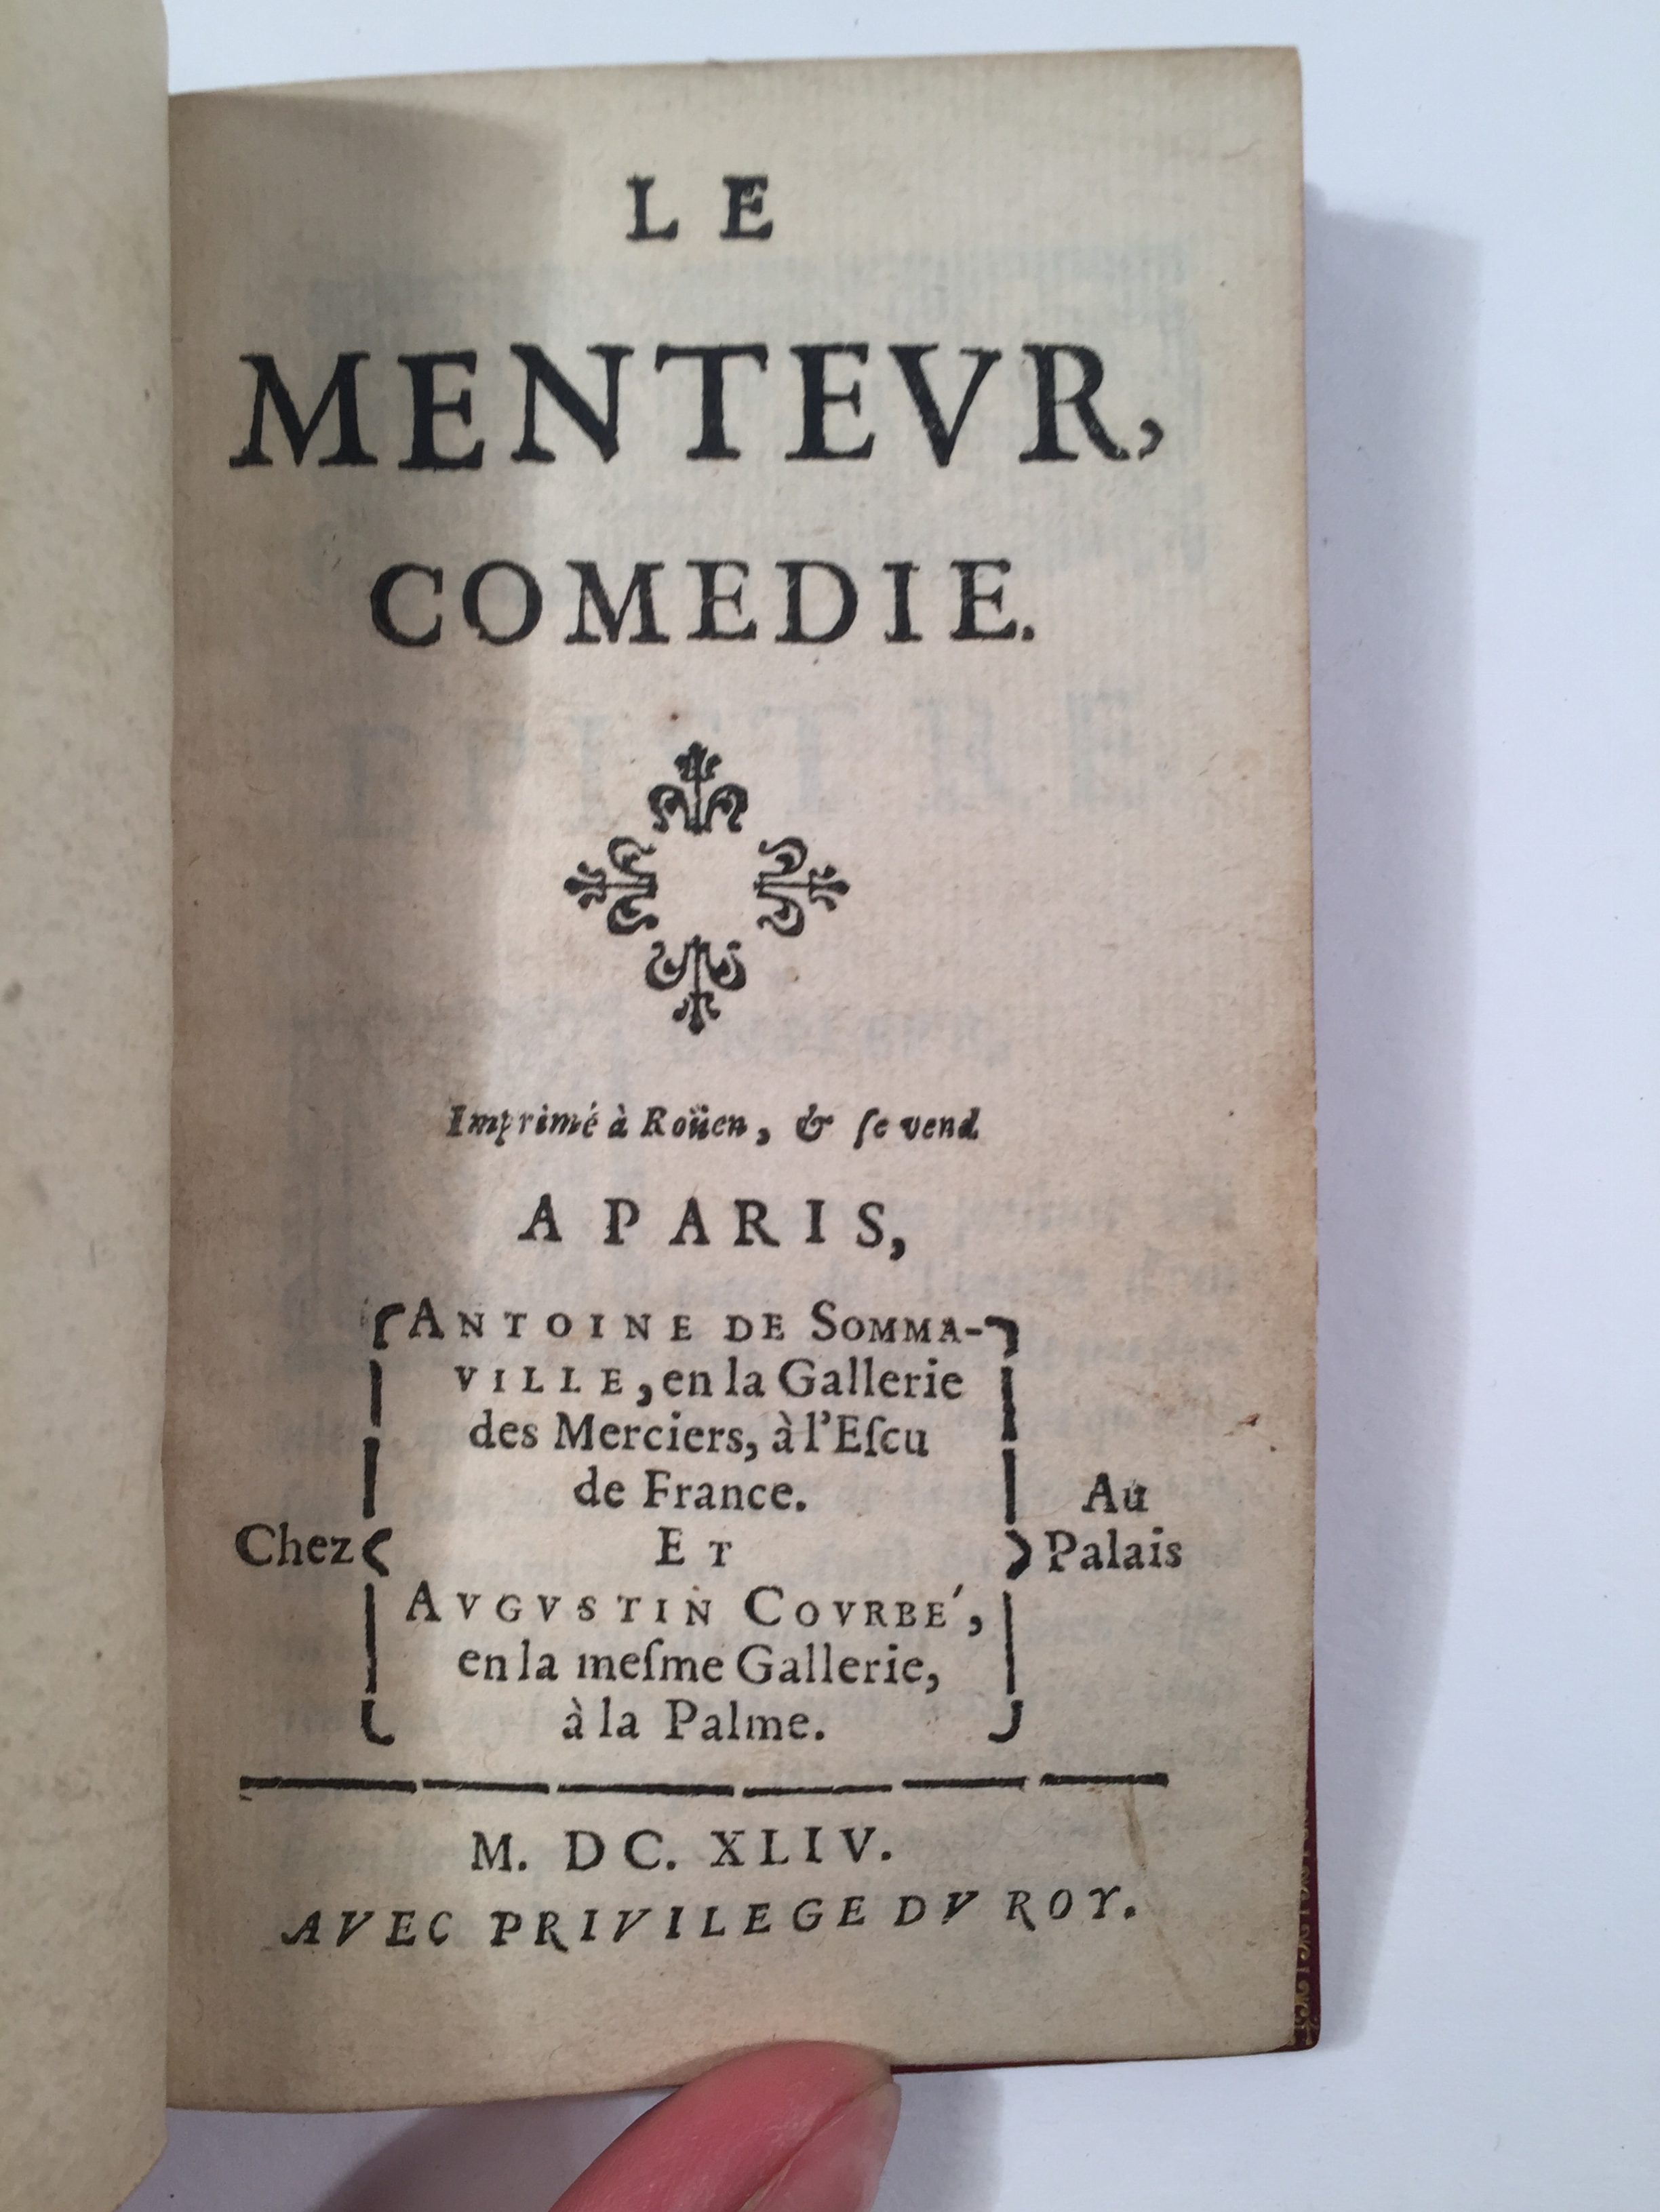 LE
MENTEVR,
COMEDIE.
Imprimé à Roüen, & ſe vend
A PARIS,
ANTOINE DE SOMMA-
VILLE, en la Gallerie
des Merciers, à l'Eſcu
de France.
Chez ET Au Palais
AVGVSTIN COVRBÉ,
en la meſme Gallerie,
à la Palme.
M. DC. XLIV.
AVEC PRIVILEGE DV ROY.